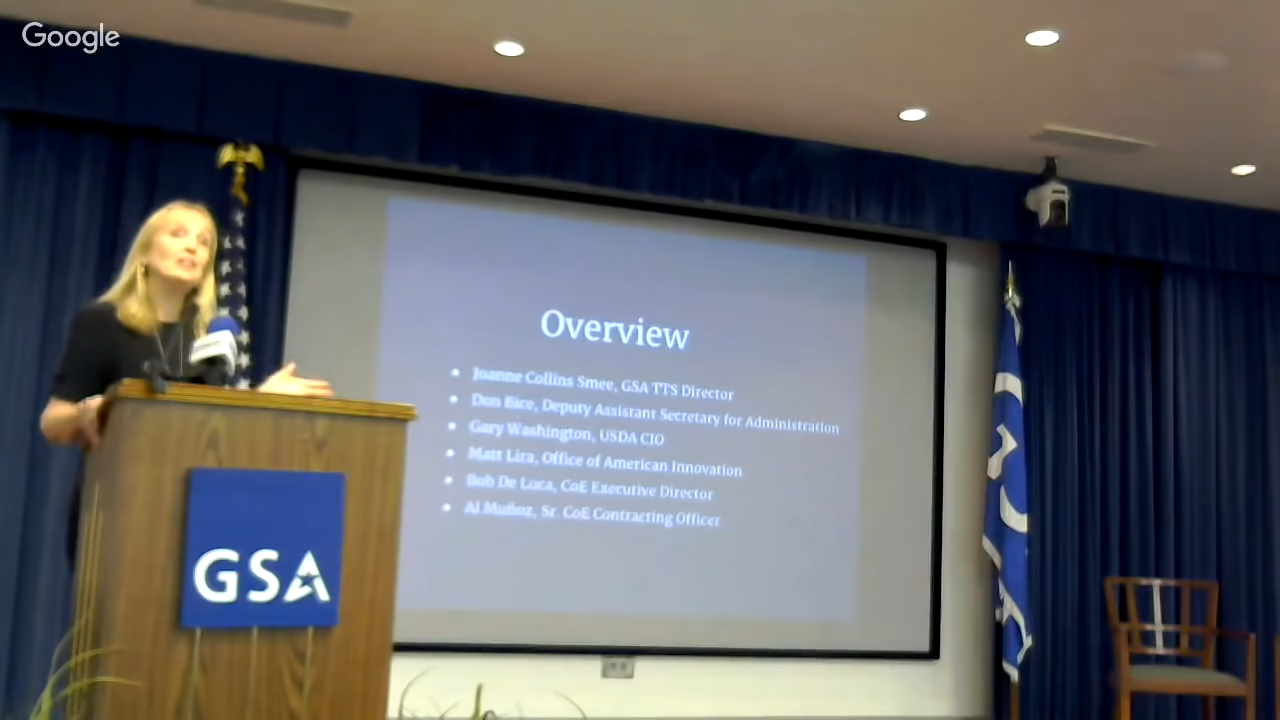 Google
Overview
Joanne Collins Smee, GSA TTS Director
Don Bice, Deputy Assistant Secretary for Administration
Gary Washington, USDA CIO
Matt Lira, Office of American Innovation
Bob De Luca, CoE Executive Director
Al Muñoz, Sr. CoE Contracting Officer
GSA